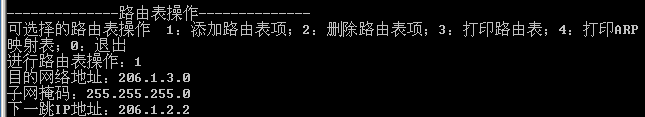 --------------路由表操作--------------
可选择的路由表操作  1：添加路由表项；2：删除路由表项；3：打印路由表；4：打印ARP
映射表；0：退出
进行路由表操作：1
目的网络地址：206.1.3.0
子网掩码：255.255.255.0
下一跳IP地址：206.1.2.2